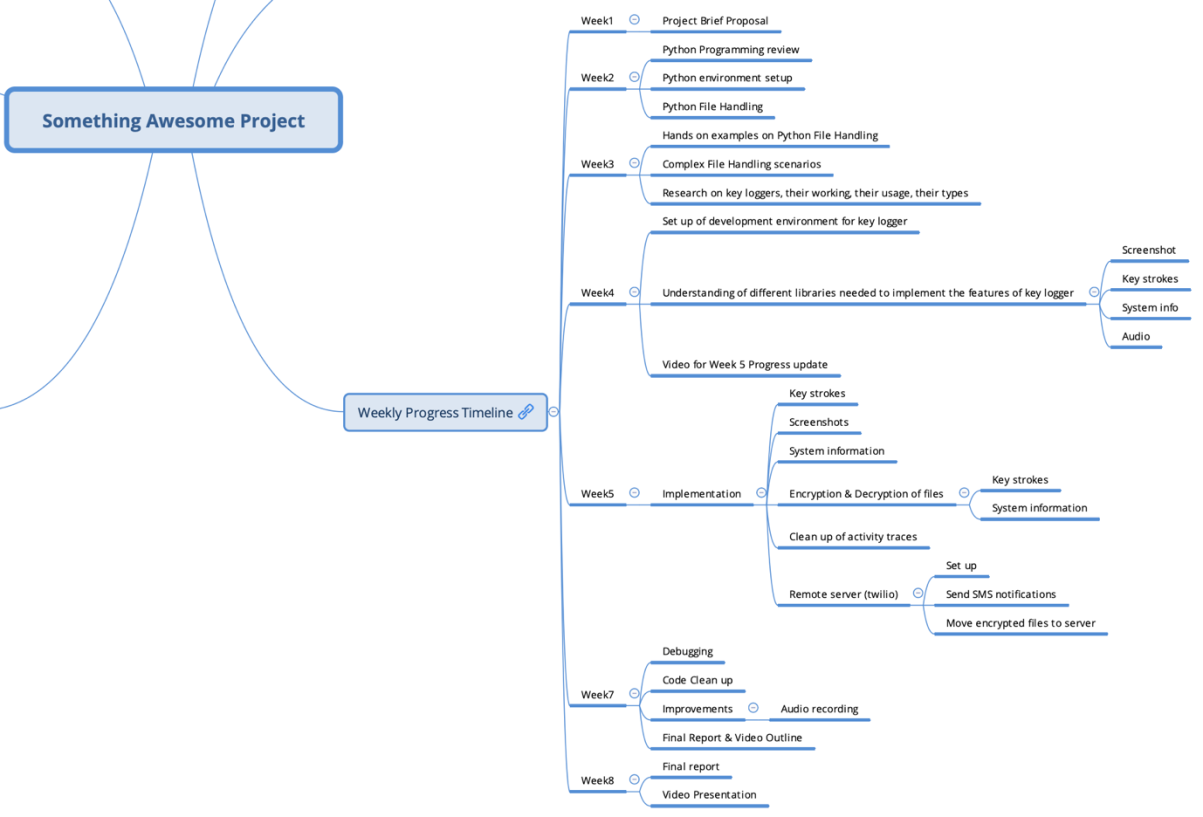 Something Awesome Project
Weekly Progress Timeline
Week1
Project Brief Proposal
Week2
Python Programming review
Python environment setup
Python File Handling
Week3
Hands on examples on Python File Handling
Complex File Handling scenarios
Research on key loggers, their working, their usage, their types
Week4
Set up of development environment for key logger
Understanding of different libraries needed to implement the features of key logger
Screenshot
Key strokes
System info
Audio
Video for Week 5 Progress update
Week5
Implementation
Key strokes
Screenshots
System information
Encryption & Decryption of files
Key strokes
System information
Clean up of activity traces
Remote server (twilio)
Set up
Send SMS notifications
Move encrypted files to server
Week7
Debugging
Code Clean up
Improvements
Audio recording
Final Report & Video Outline
Week8
Final report
Video Presentation